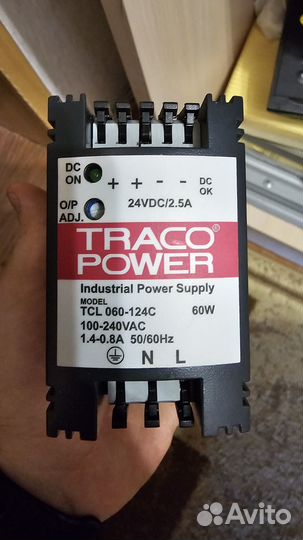 DC
ON
+ + - -
DC
OK
O/P
ADJ.
24VDC/2.5A
TRACO®
POWER
Industrial Power Supply
MODEL
TCL 060-124C 60W
100-240VAC
1.4-0.8A 50/60Hz
N L
Avito